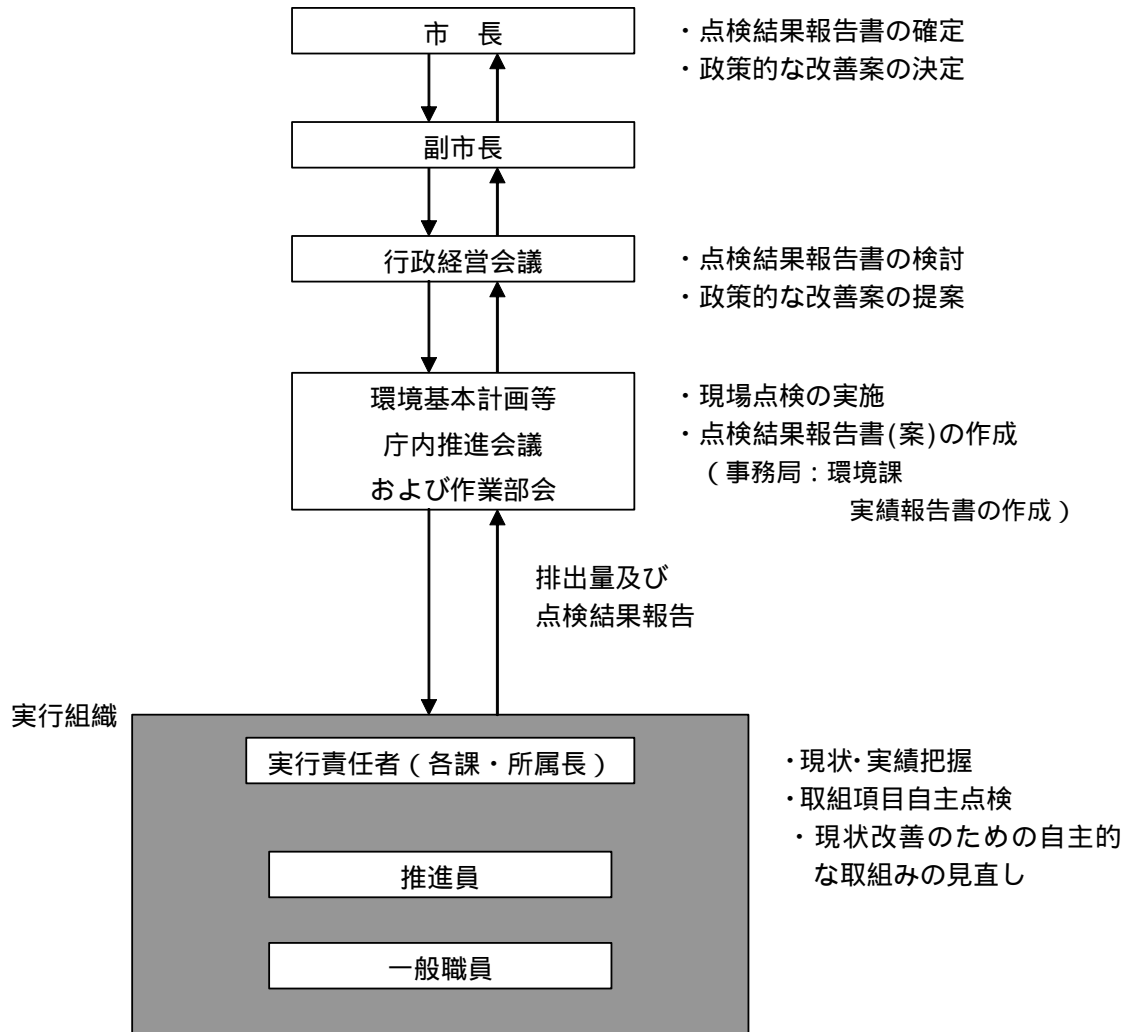 市　長
・点検結果報告書の確定
・政策的な改善案の決定
副市長
行政経営会議
・点検結果報告書の検討
・政策的な改善案の提案
環境基本計画等
庁内推進会議
および作業部会
・現場点検の実施
・点検結果報告書(案)の作成
（事務局：環境課
実績報告書の作成）
排出量及び
点検結果報告
実行組織
実行責任者（各課・所属長）
・現状・実績把握
・取組項目自主点検
・現状改善のための自主的
な取組みの見直し
推進員
一般職員